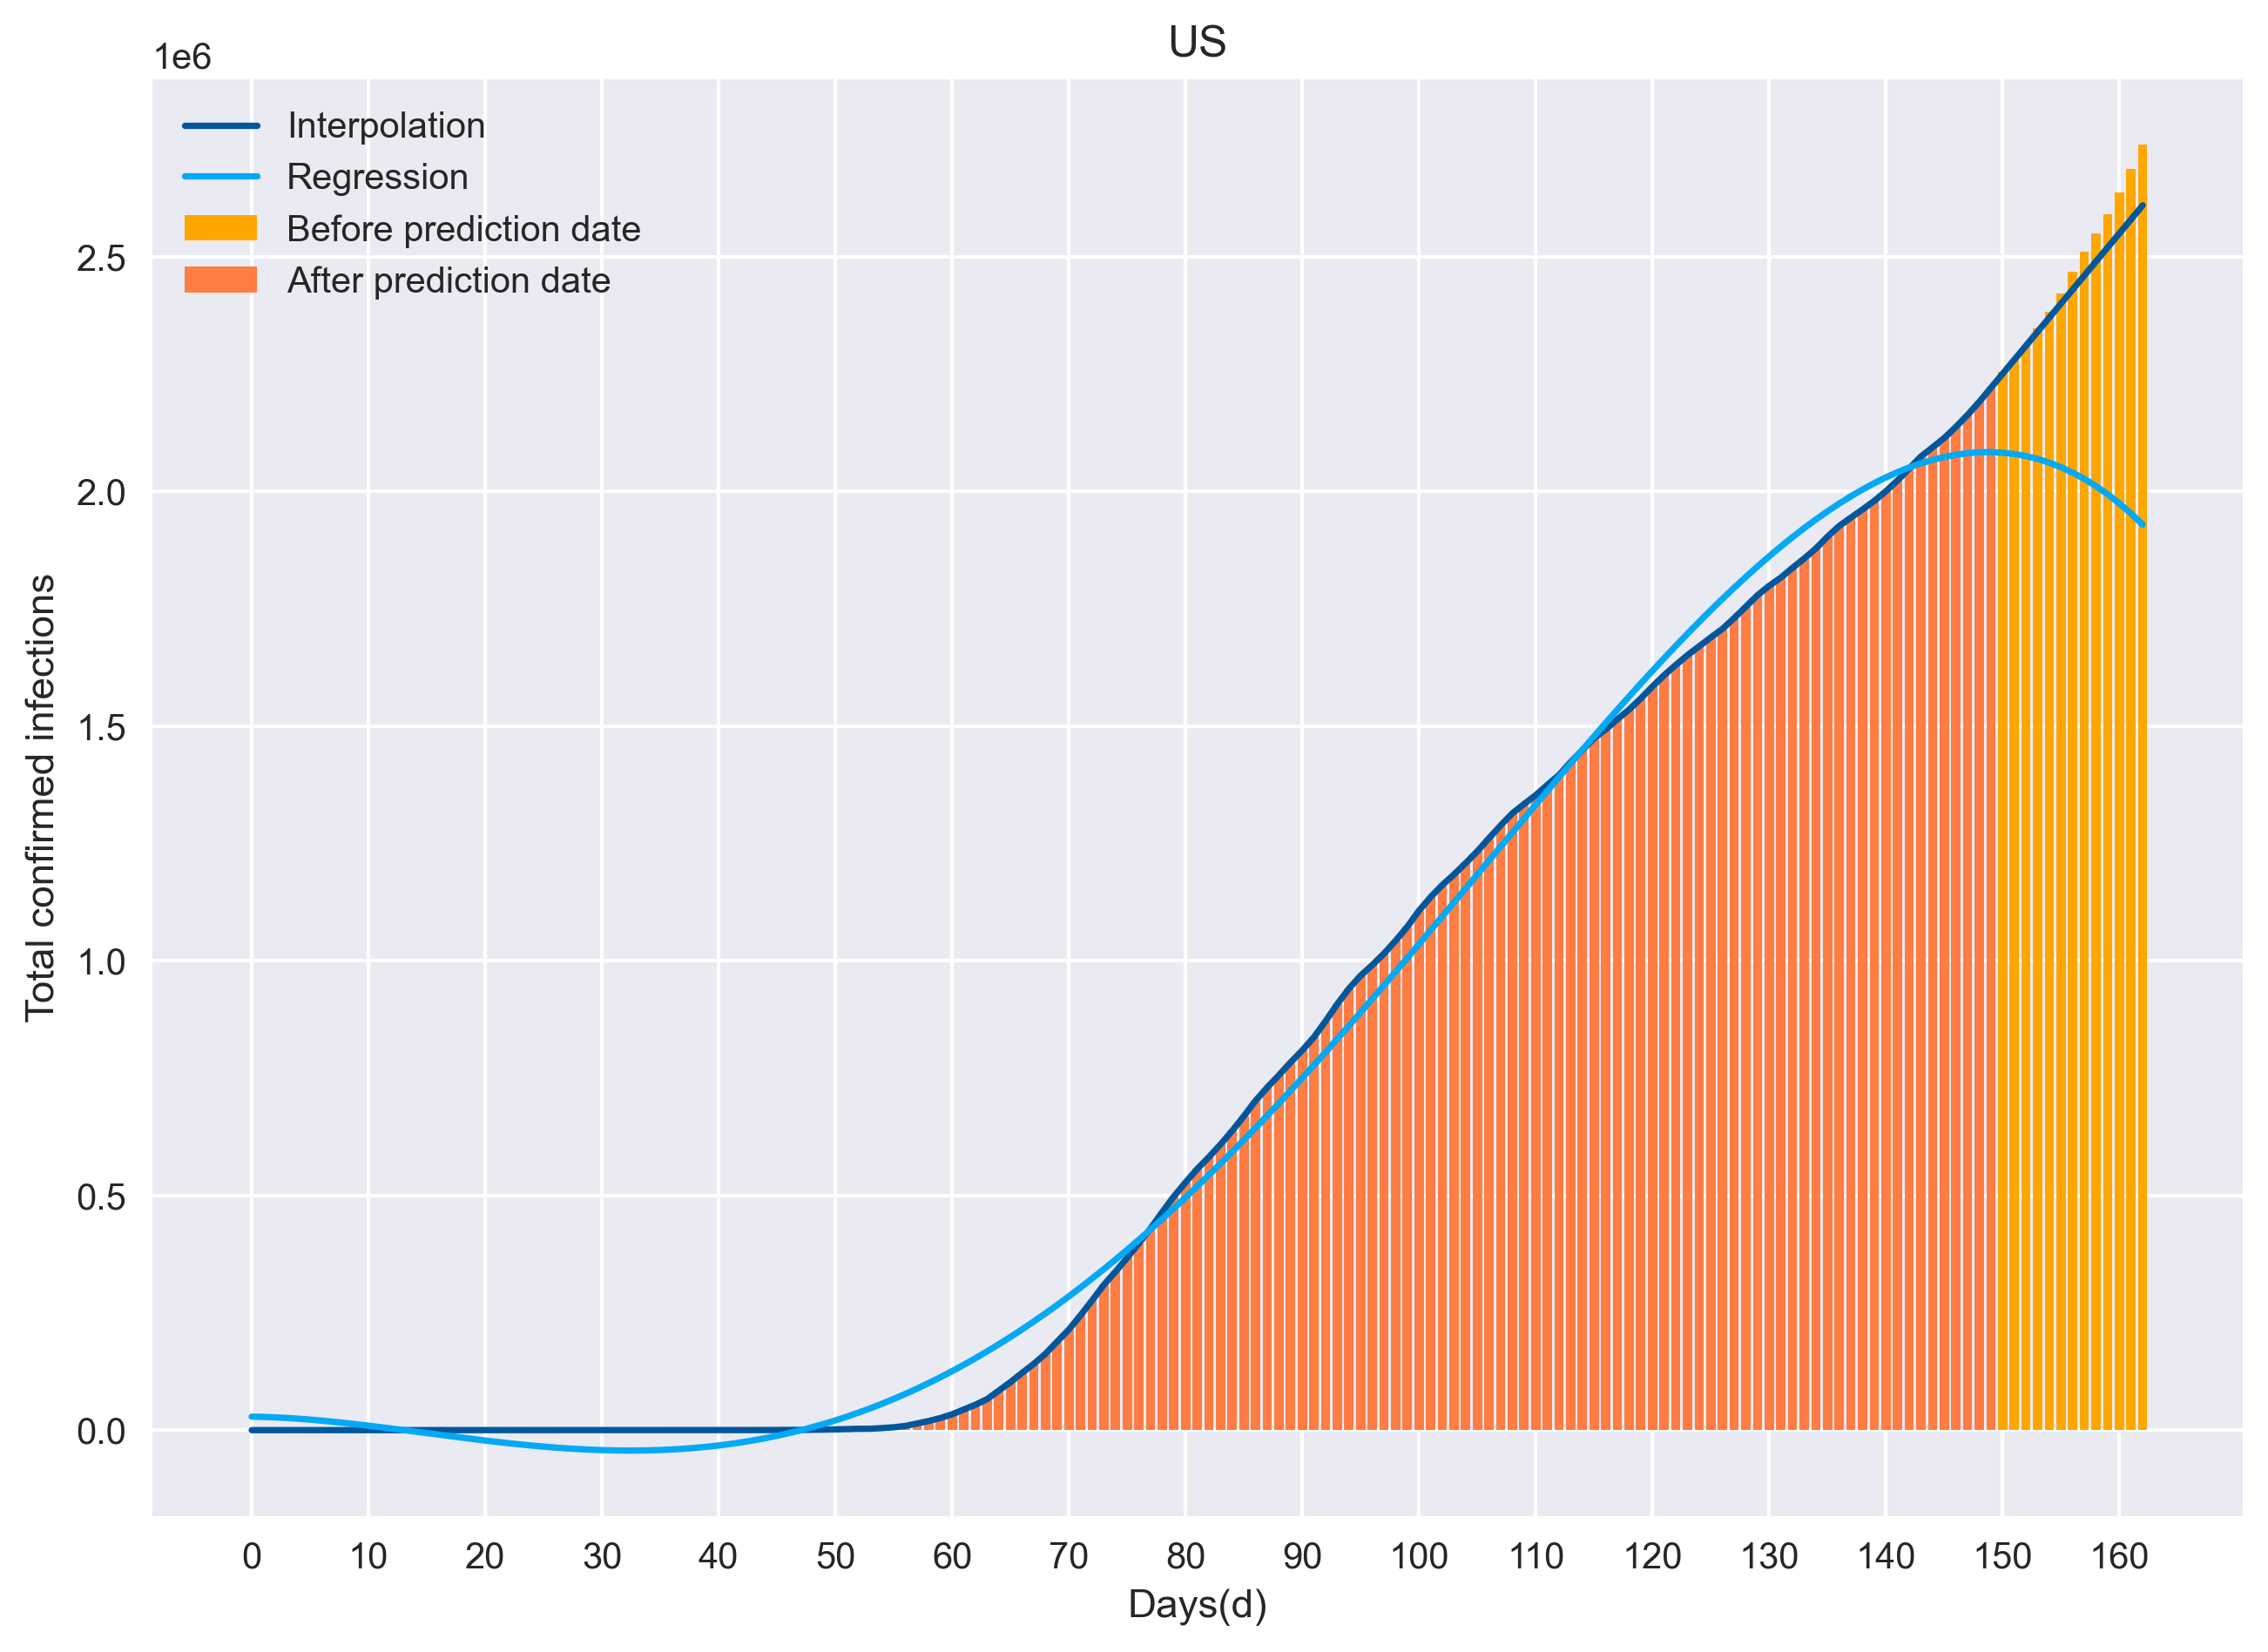 US
1e6
Interpolation
Regression
Before prediction date
After prediction date
2.5
2.0
1.5
1.0
0.5
0.0
Total confirmed infections
0 10 20 30 40 50 60 70 80 90 100 110 120 130 140 150 160
Days(d)